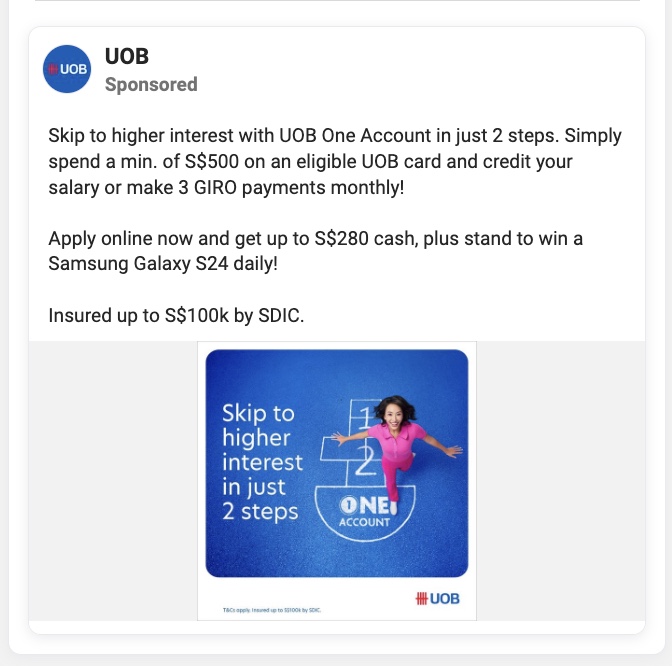 UOB
UOB
Sponsored
Skip to higher interest with UOB One Account in just 2 steps. Simply
spend a min. of S$500 on an eligible UOB card and credit your
salary or make 3 GIRO payments monthly!
Apply online now and get up to S$280 cash, plus stand to win a
Samsung Galaxy S24 daily!
Insured up to S$100k by SDIC.
Skip to
higher
interest
in just
2 steps
1
2
ONE
ACCOUNT
UOB
T&Cs apply. Insured up to S$100k by SDIC.